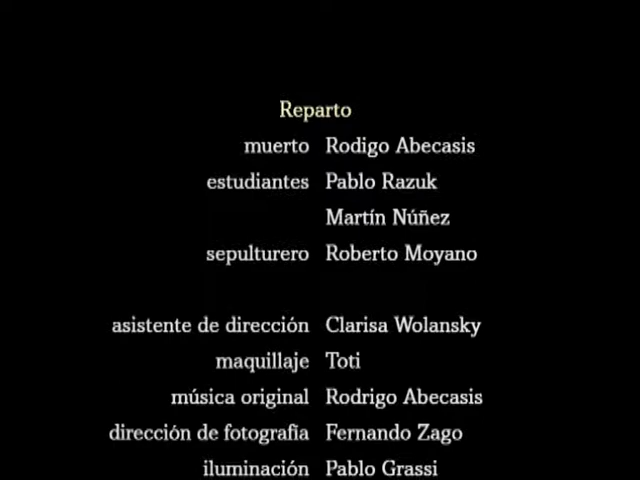 Reparto
muerto Rodigo Abecasis
estudiantes Pablo Razuk
Martín Núñez
sepulturero Roberto Moyano
asistente de dirección Clarisa Wolansky
maquillaje Toti
música original Rodrigo Abecasis
dirección de fotografía Fernando Zago
iluminación Pablo Grassi